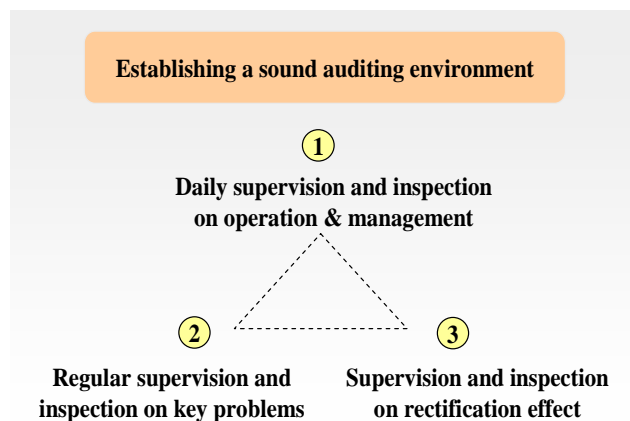 Establishing a sound auditing environment
1
Daily supervision and inspection
on operation & management
2
3
Regular supervision and
inspection on key problems
Supervision and inspection
on rectification effect